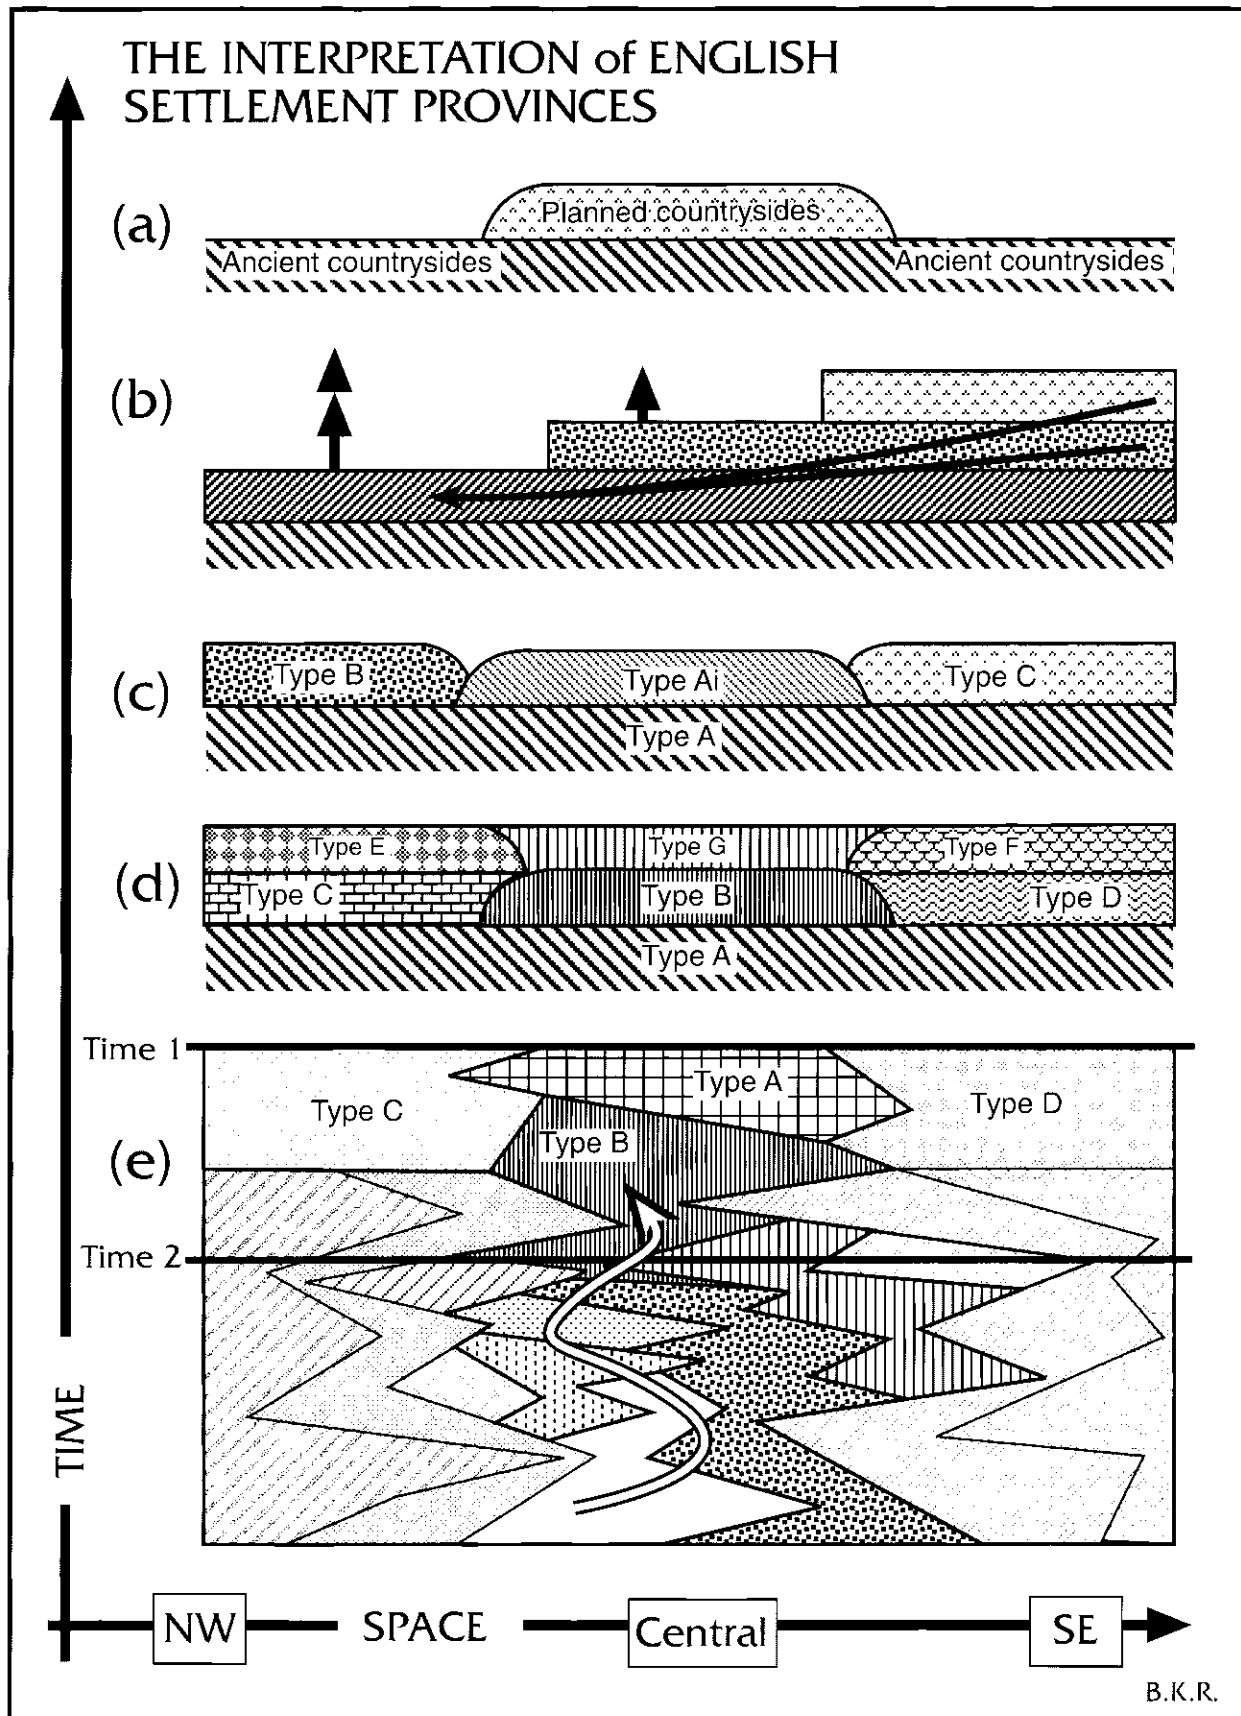 THE INTERPRETATION of ENGLISH
SETTLEMENT PROVINCES
(a)
Planned countrysides
Ancient countrysides
Ancient countrysides
(b)
(c)
Type B
Type Ai
Type C
Type A
(d)
Type E
Type G
Type F
Type C
Type B
Type D
Type A
Time 1
Type A
Type C
Type D
Type B
(e)
Time 2
TIME
NW
SPACE
Central
SE
B.K.R.